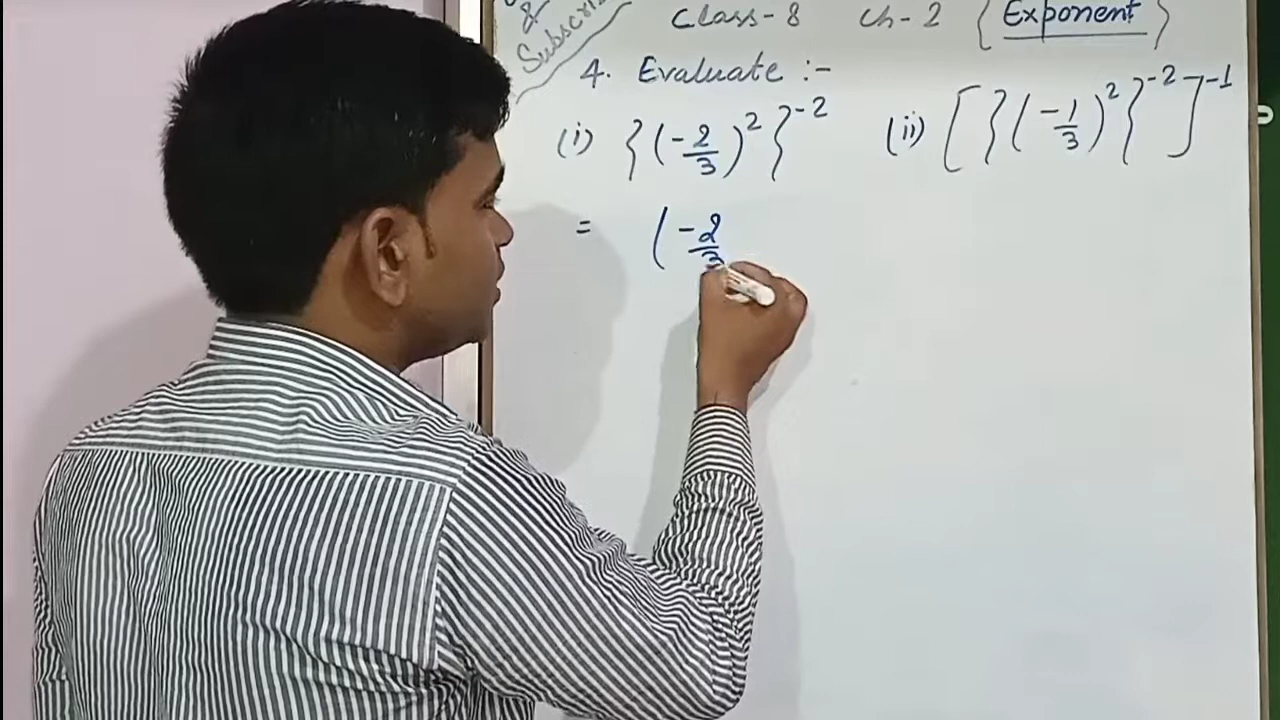 &
Subscri
Class-8 Ch-2 { Exponent }
4. Evaluate :-
(i) {(-2/3)²}⁻² (ii) [{(-1/3)²}⁻²]⁻¹
= (-2/3